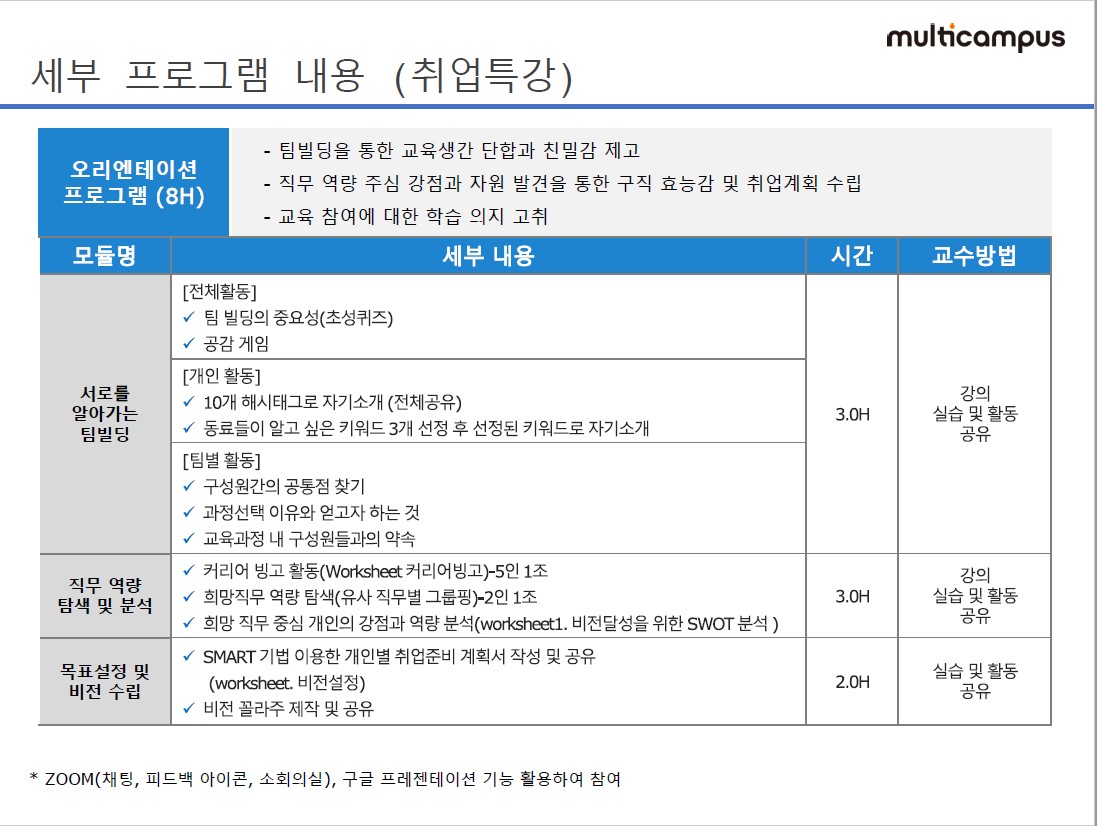 multicampus
세부 프로그램 내용 (취업특강)
오리엔테이션
프로그램 (8H)
- 팀빌딩을 통한 교육생간 단합과 친밀감 제고
- 직무 역량 주심 강점과 자원 발견을 통한 구직 효능감 및 취업계획 수립
- 교육 참여에 대한 학습 의지 고취
모듈명 세부 내용 시간 교수방법
서로를
알아가는
팀빌딩
[전체활동]
✓ 팀 빌딩의 중요성(초성퀴즈)
✓ 공감 게임
[개인 활동]
✓ 10개 해시태그로 자기소개 (전체공유)
✓ 동료들이 알고 싶은 키워드 3개 선정 후 선정된 키워드로 자기소개
[팀별 활동]
✓ 구성원간의 공통점 찾기
✓ 과정선택 이유와 얻고자 하는 것
✓ 교육과정 내 구성원들과의 약속
3.0H
강의
실습 및 활동
공유
직무 역량
탐색 및 분석
✓ 커리어 빙고 활동(Worksheet 커리어빙고)-5인 1조
✓ 희망직무 역량 탐색(유사 직무별 그룹핑)-2인 1조
✓ 희망 직무 중심 개인의 강점과 역량 분석(worksheet1. 비전달성을 위한 SWOT 분석 )
3.0H
강의
실습 및 활동
공유
목표설정 및
비전 수립
✓ SMART 기법 이용한 개인별 취업준비 계획서 작성 및 공유
(worksheet. 비전설정)
✓ 비전 꼴라주 제작 및 공유
2.0H
실습 및 활동
공유
* ZOOM(채팅, 피드백 아이콘, 소회의실), 구글 프레젠테이션 기능 활용하여 참여